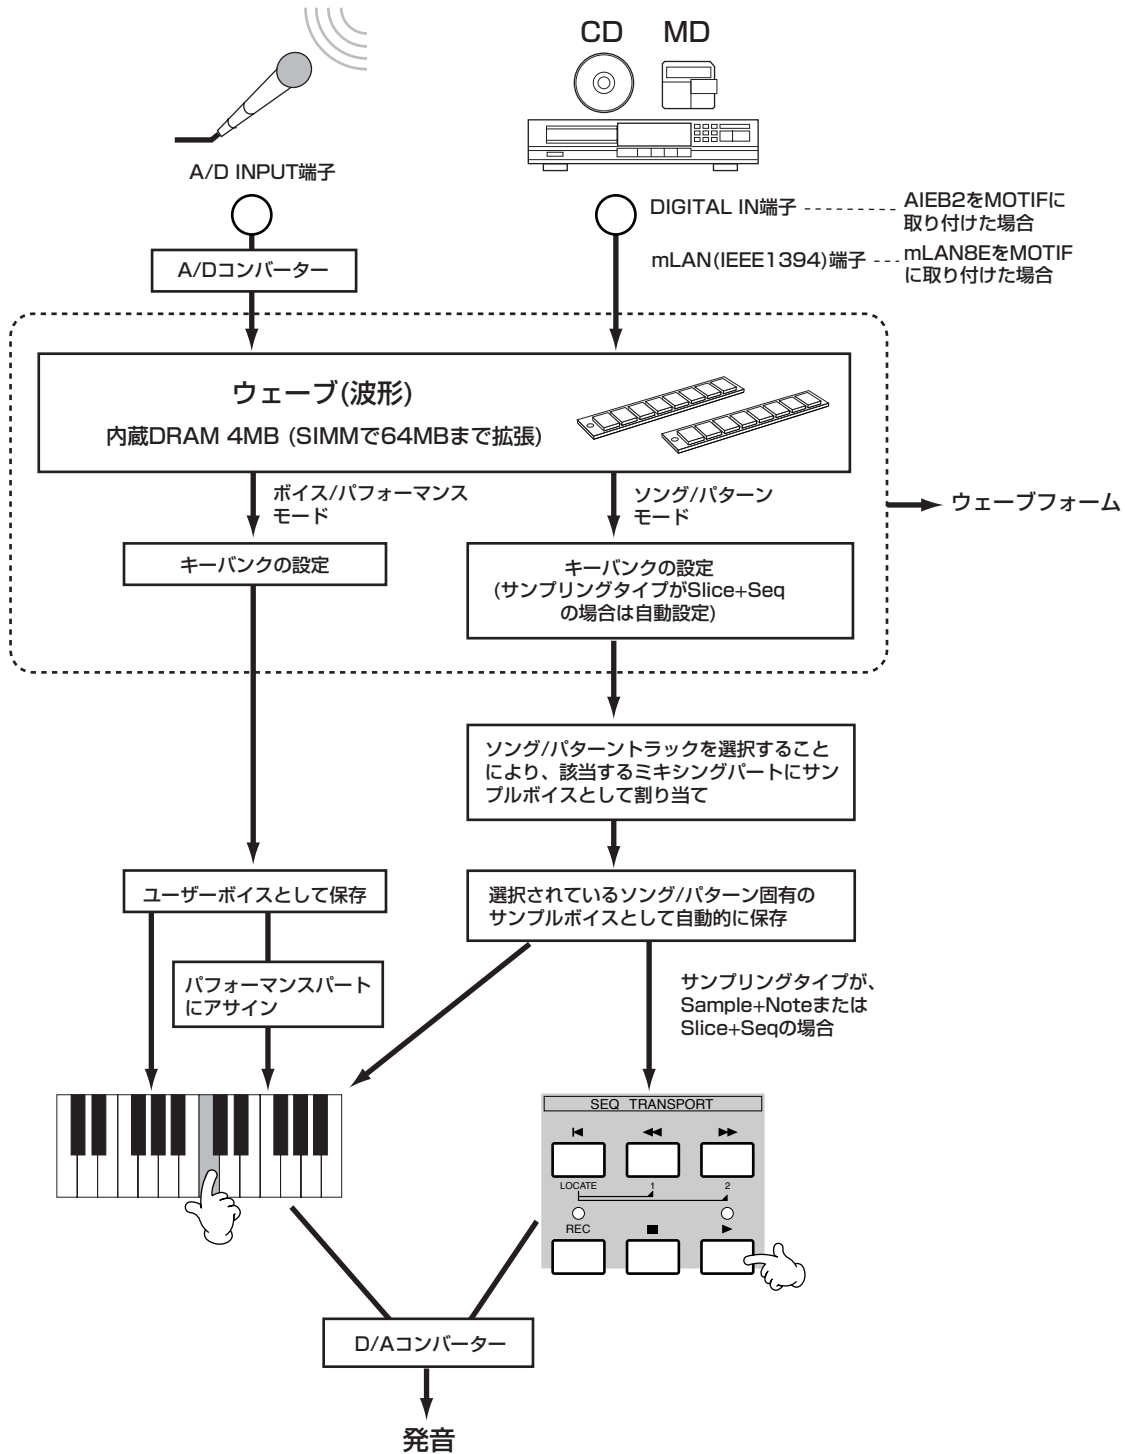 CD MD
A/D INPUT端子
DIGITAL IN端子
AIEB2をMOTIFに
取り付けた場合
mLAN(IEEE1394)端子
mLAN8EをMOTIF
に取り付けた場合
A/Dコンバーター
ウェーブ(波形)
内蔵DRAM 4MB (SIMMで64MBまで拡張)
ボイス/パフォーマンス
モード
ソング/パターン
モード
ウェーブフォーム
キーバンクの設定
キーバンクの設定
(サンプリングタイプがSlice+Seq
の場合は自動設定)
ソング/パターントラックを選択すること
により、該当するミキシングパートにサン
プルボイスとして割り当て
ユーザーボイスとして保存
選択されているソング/パターン固有の
サンプルボイスとして自動的に保存
パフォーマンスパート
にアサイン
サンプリングタイプが、
Sample+Noteまたは
Slice+Seqの場合
SEQ TRANSPORT
LOCATE 1 2
REC
D/Aコンバーター
発音